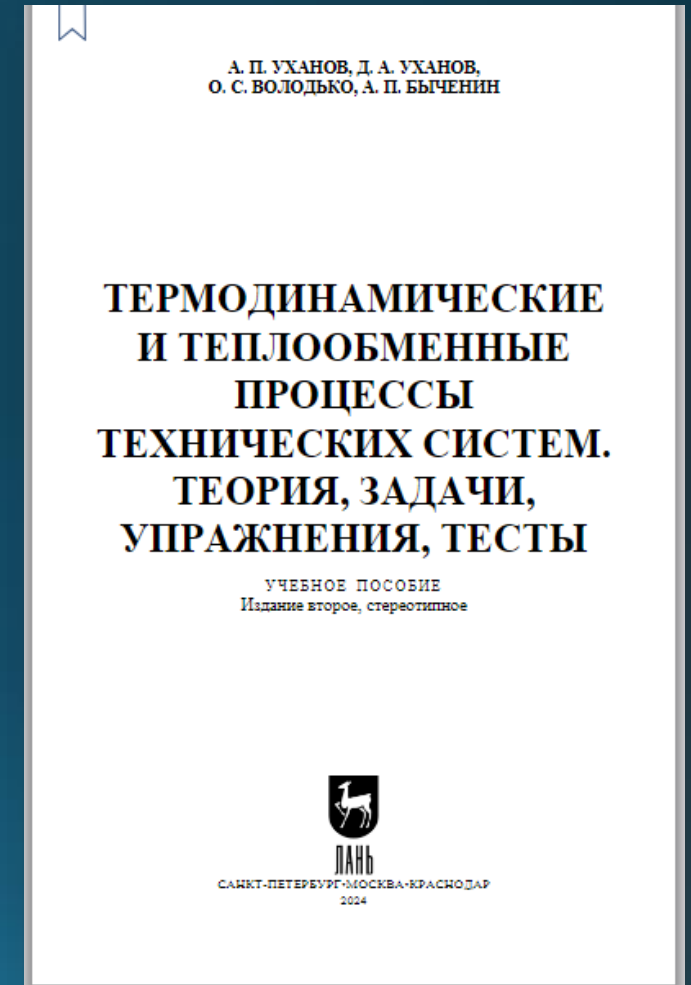 А. П. УХАНОВ, Д. А. УХАНОВ,
О. С. ВОЛОДЬКО, А. П. БЫЧЕНИН
ТЕРМОДИНАМИЧЕСКИЕ
И ТЕПЛООБМЕННЫЕ
ПРОЦЕССЫ
ТЕХНИЧЕСКИХ СИСТЕМ.
ТЕОРИЯ, ЗАДАЧИ,
УПРАЖНЕНИЯ, ТЕСТЫ
УЧЕБНОЕ ПОСОБИЕ
Издание второе, стереотипное
ЛАНЬ
САНКТ-ПЕТЕРБУРГ•МОСКВА•КРАСНОДАР
2024